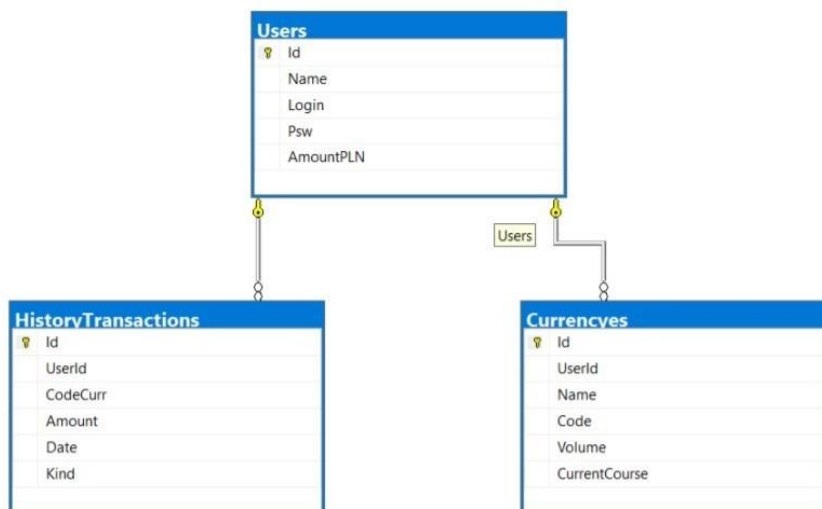 Users
Id
Name
Login
Psw
AmountPLN
Users
HistoryTransactions
Id
UserId
CodeCurr
Amount
Date
Kind
Currencyes
Id
UserId
Name
Code
Volume
CurrentCourse